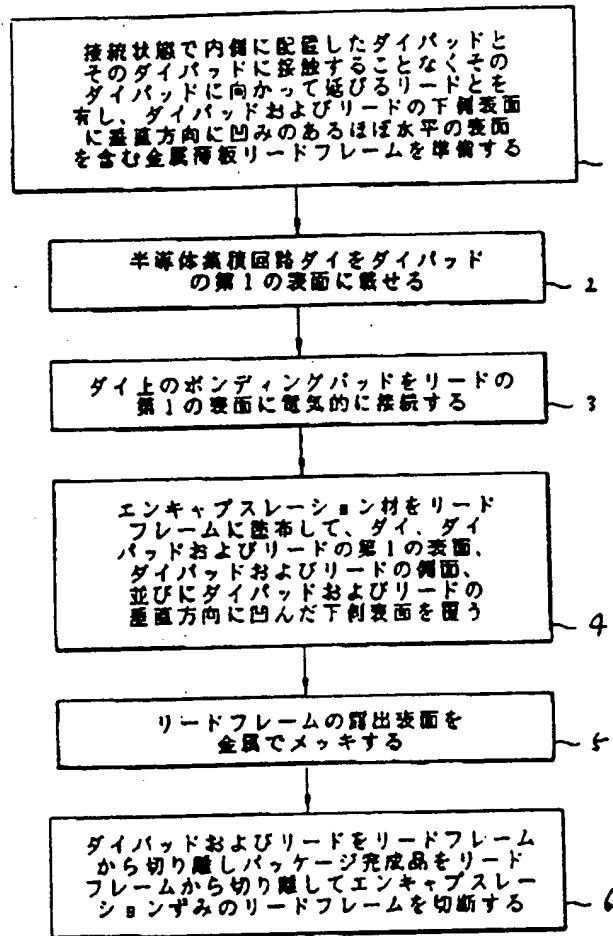 接続状態で内側に配置したダイパッドと
そのダイパッドに接触することなくその
ダイパッドに向かって延びるリードとを
有し、ダイパッドおよびリードの下側表面
に垂直方向に凹みのあるほぼ水平の表面
を含む金属薄板リードフレームを準備する
半導体集積回路ダイをダイパッド
の第1の表面に載せる
2
ダイ上のボンディングパッドをリードの
第1の表面に電気的に接続する
3
エンキャプスレーション材をリード
フレームに塗布して、ダイ、ダイ
パッドおよびリードの第1の表面、
ダイパッドおよびリードの側面、
並びにダイパッドおよびリードの
垂直方向に凹んだ下側表面を覆う
4
リードフレームの露出表面を
金属でメッキする
5
ダイパッドおよびリードをリードフレーム
から切り離しパッケージ完成品をリード
フレームから切り離してエンキャプスレー
ションずみのリードフレームを切断する
6